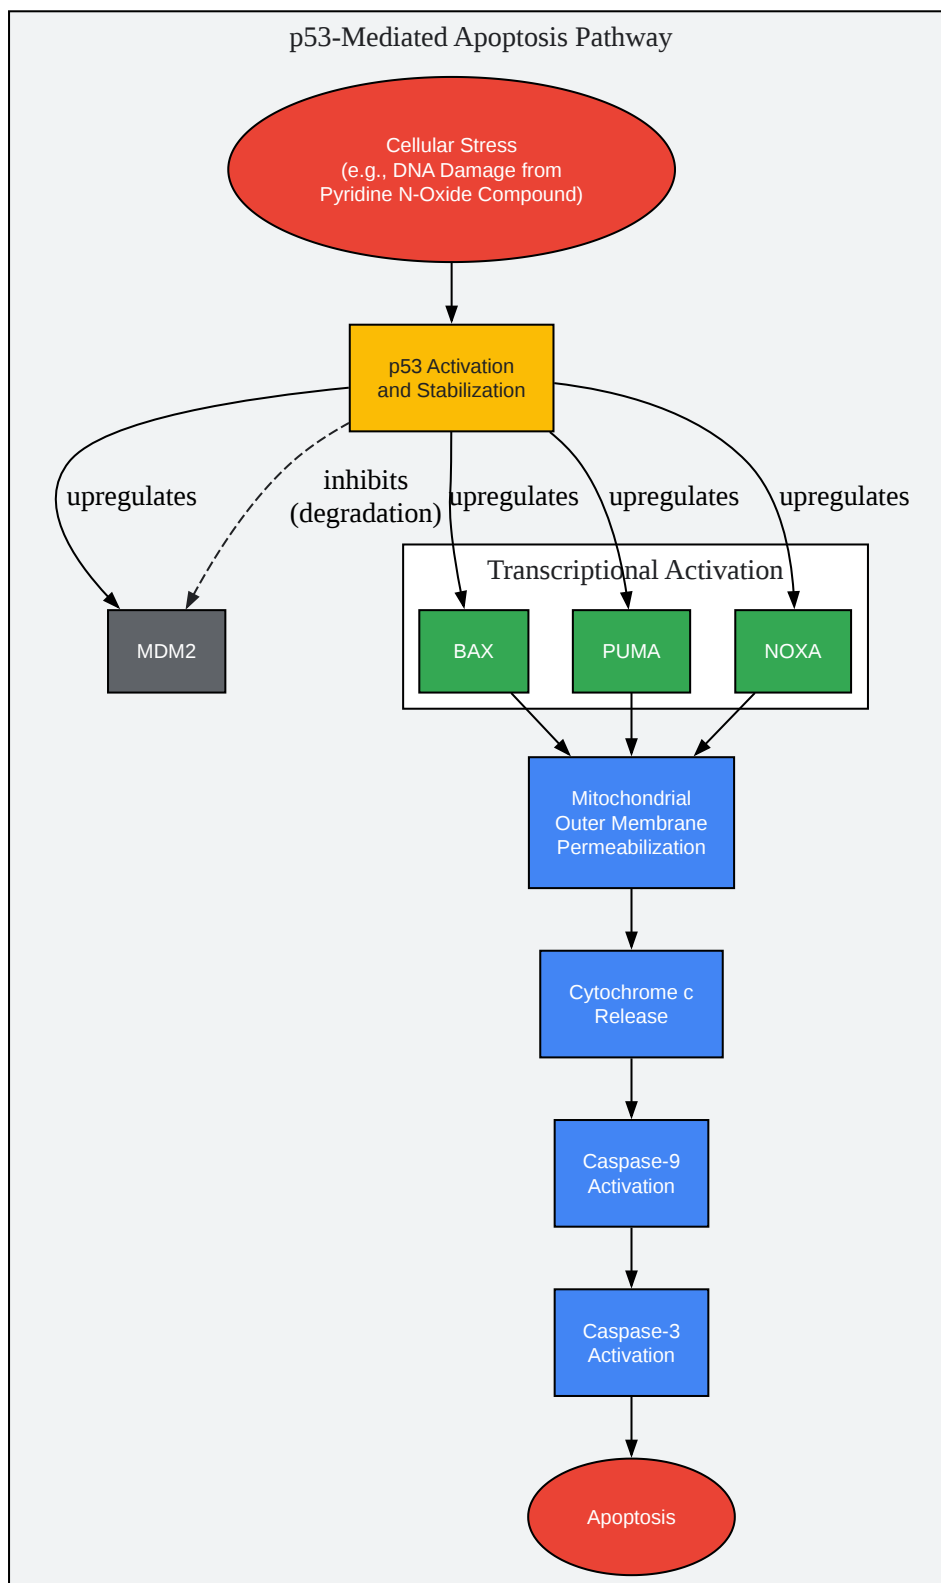 p53-Mediated Apoptosis Pathway
Cellular Stress
(e.g., DNA Damage from
Pyridine N-Oxide Compound)
p53 Activation
and Stabilization
upregulates
inhibits
(degradation)
upregulates
upregulates
upregulates
Transcriptional Activation
MDM2
BAX
PUMA
NOXA
Mitochondrial
Outer Membrane
Permeabilization
Cytochrome c
Release
Caspase-9
Activation
Caspase-3
Activation
Apoptosis